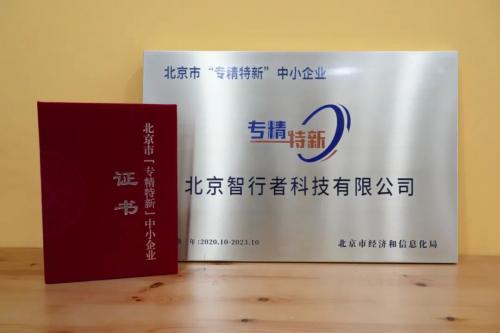 北京市“专精特新”中小企业
专精
特新
北京智行者科技有限公司
年:2020.10-2023.10
北京市经济和信息化局
北京市「专精特新」中小企业
证书